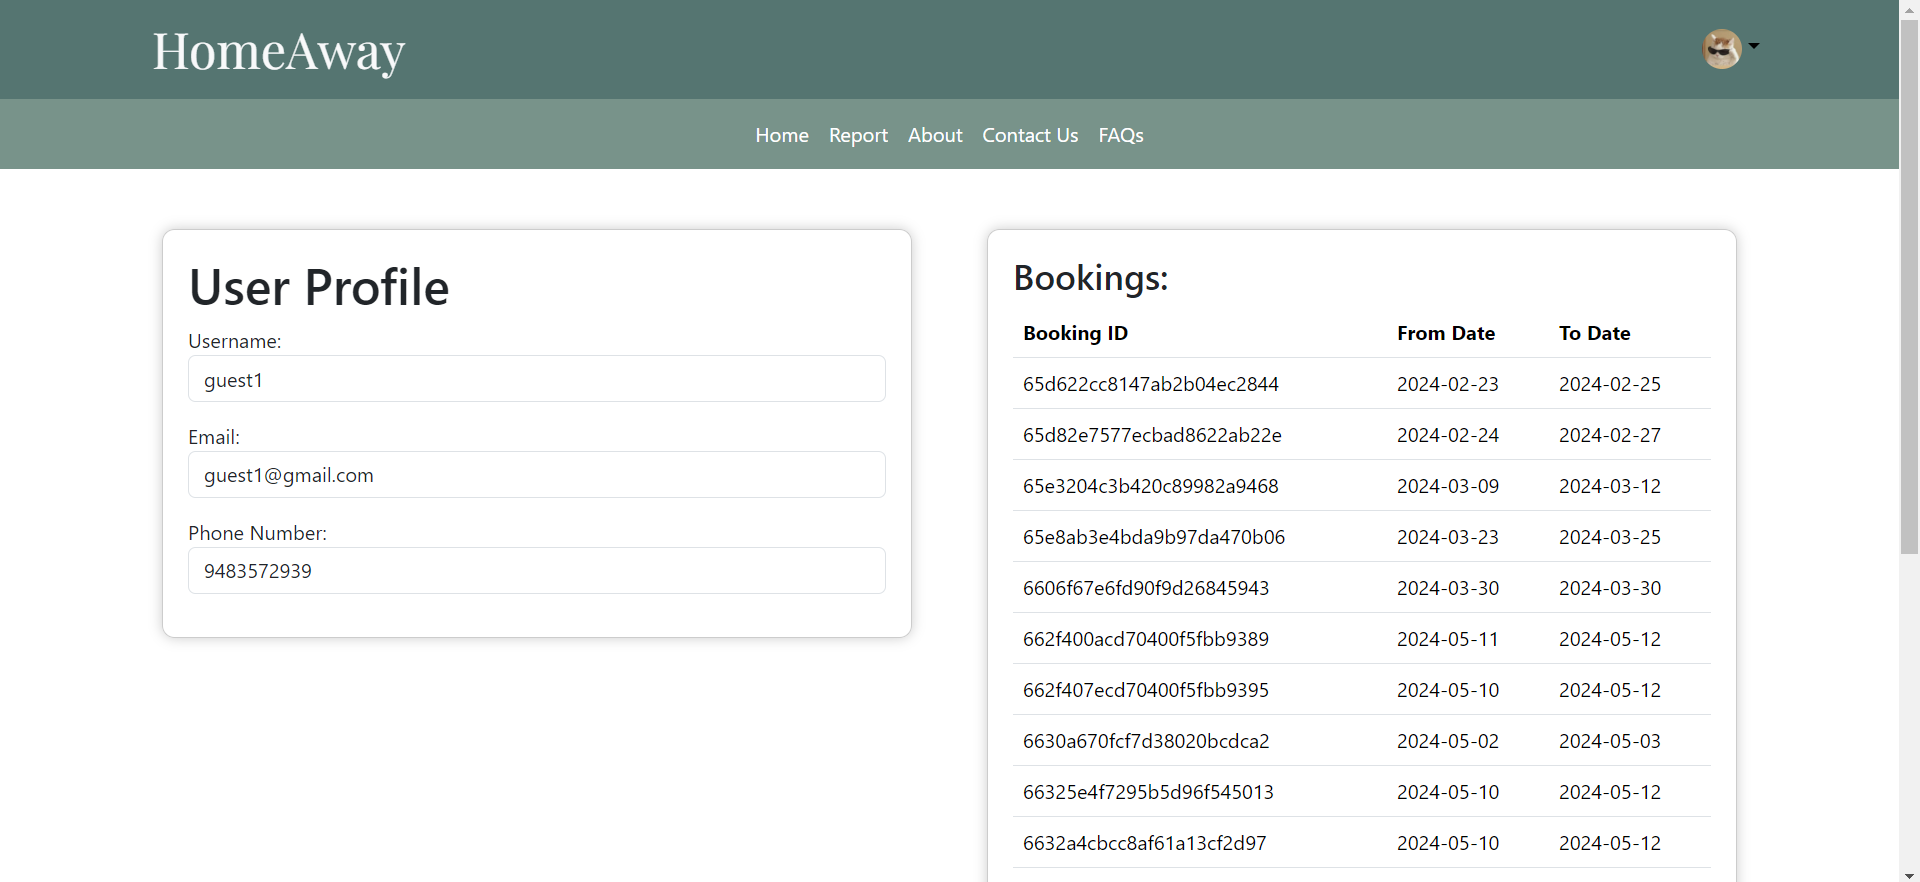 HomeAway
Home Report About Contact Us FAQs
User Profile
Username:
guest1
Email:
guest1@gmail.com
Phone Number:
9483572939
Bookings:
Booking ID From Date To Date
65d622cc8147ab2b04ec2844 2024-02-23 2024-02-25
65d82e7577ecbad8622ab22e 2024-02-24 2024-02-27
65e3204c3b420c89982a9468 2024-03-09 2024-03-12
65e8ab3e4bda9b97da470b06 2024-03-23 2024-03-25
6606f67e6fd90f9d26845943 2024-03-30 2024-03-30
662f400acd70400f5fbb9389 2024-05-11 2024-05-12
662f407ecd70400f5fbb9395 2024-05-10 2024-05-12
6630a670fcf7d38020bcdca2 2024-05-02 2024-05-03
66325e4f7295b5d96f545013 2024-05-10 2024-05-12
6632a4cbcc8af61a13cf2d97 2024-05-10 2024-05-12